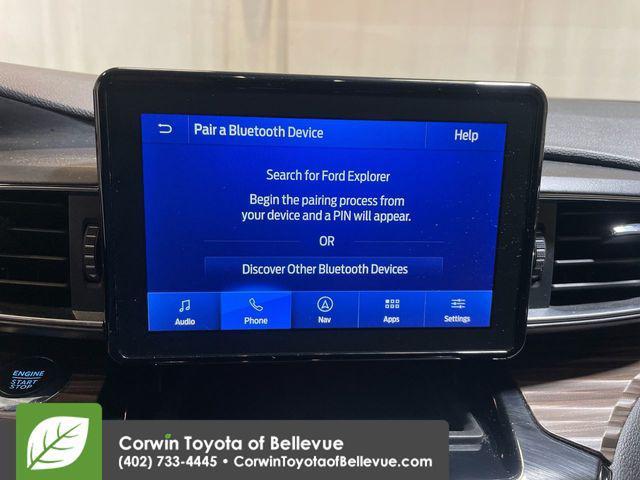 Pair a Bluetooth Device
Help
Search for Ford Explorer
Begin the pairing process from
your device and a PIN will appear.
OR
Discover Other Bluetooth Devices
Audio
Phone
Nav
Apps
Settings
ENGINE
START
STOP
Corwin Toyota of Bellevue
(402) 733-4445 • CorwinToyotaofBellevue.com